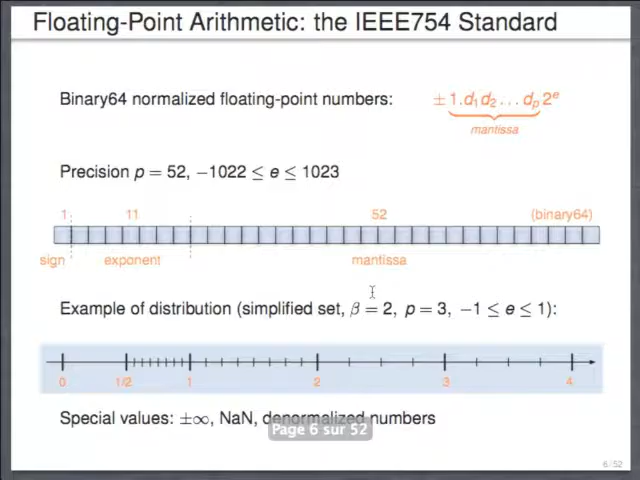 Floating-Point Arithmetic: the IEEE754 Standard
Binary64 normalized floating-point numbers: ± 1.d₁d₂…dₚ 2ᵉ
mantissa
Precision p = 52, −1022 ≤ e ≤ 1023
1 11 52 (binary64)
sign exponent mantissa
Example of distribution (simplified set, β = 2, p = 3, −1 ≤ e ≤ 1):
0 1/2 1 2 3 4
Special values: ±∞, NaN, denormalized numbers
Page 6 sur 52
6 / 52